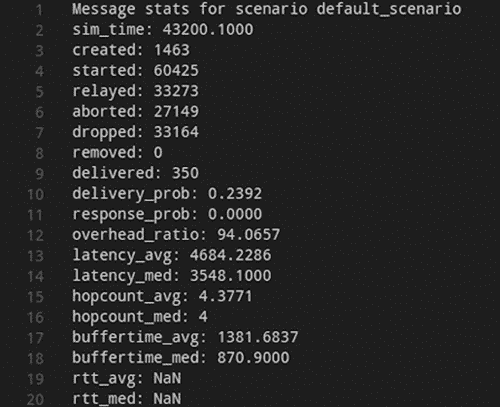 1 Message stats for scenario default_scenario
2 sim_time: 43200.1000
3 created: 1463
4 started: 60425
5 relayed: 33273
6 aborted: 27149
7 dropped: 33164
8 removed: 0
9 delivered: 350
10 delivery_prob: 0.2392
11 response_prob: 0.0000
12 overhead_ratio: 94.0657
13 latency_avg: 4684.2286
14 latency_med: 3548.1000
15 hopcount_avg: 4.3771
16 hopcount_med: 4
17 buffertime_avg: 1381.6837
18 buffertime_med: 870.9000
19 rtt_avg: NaN
20 rtt_med: NaN